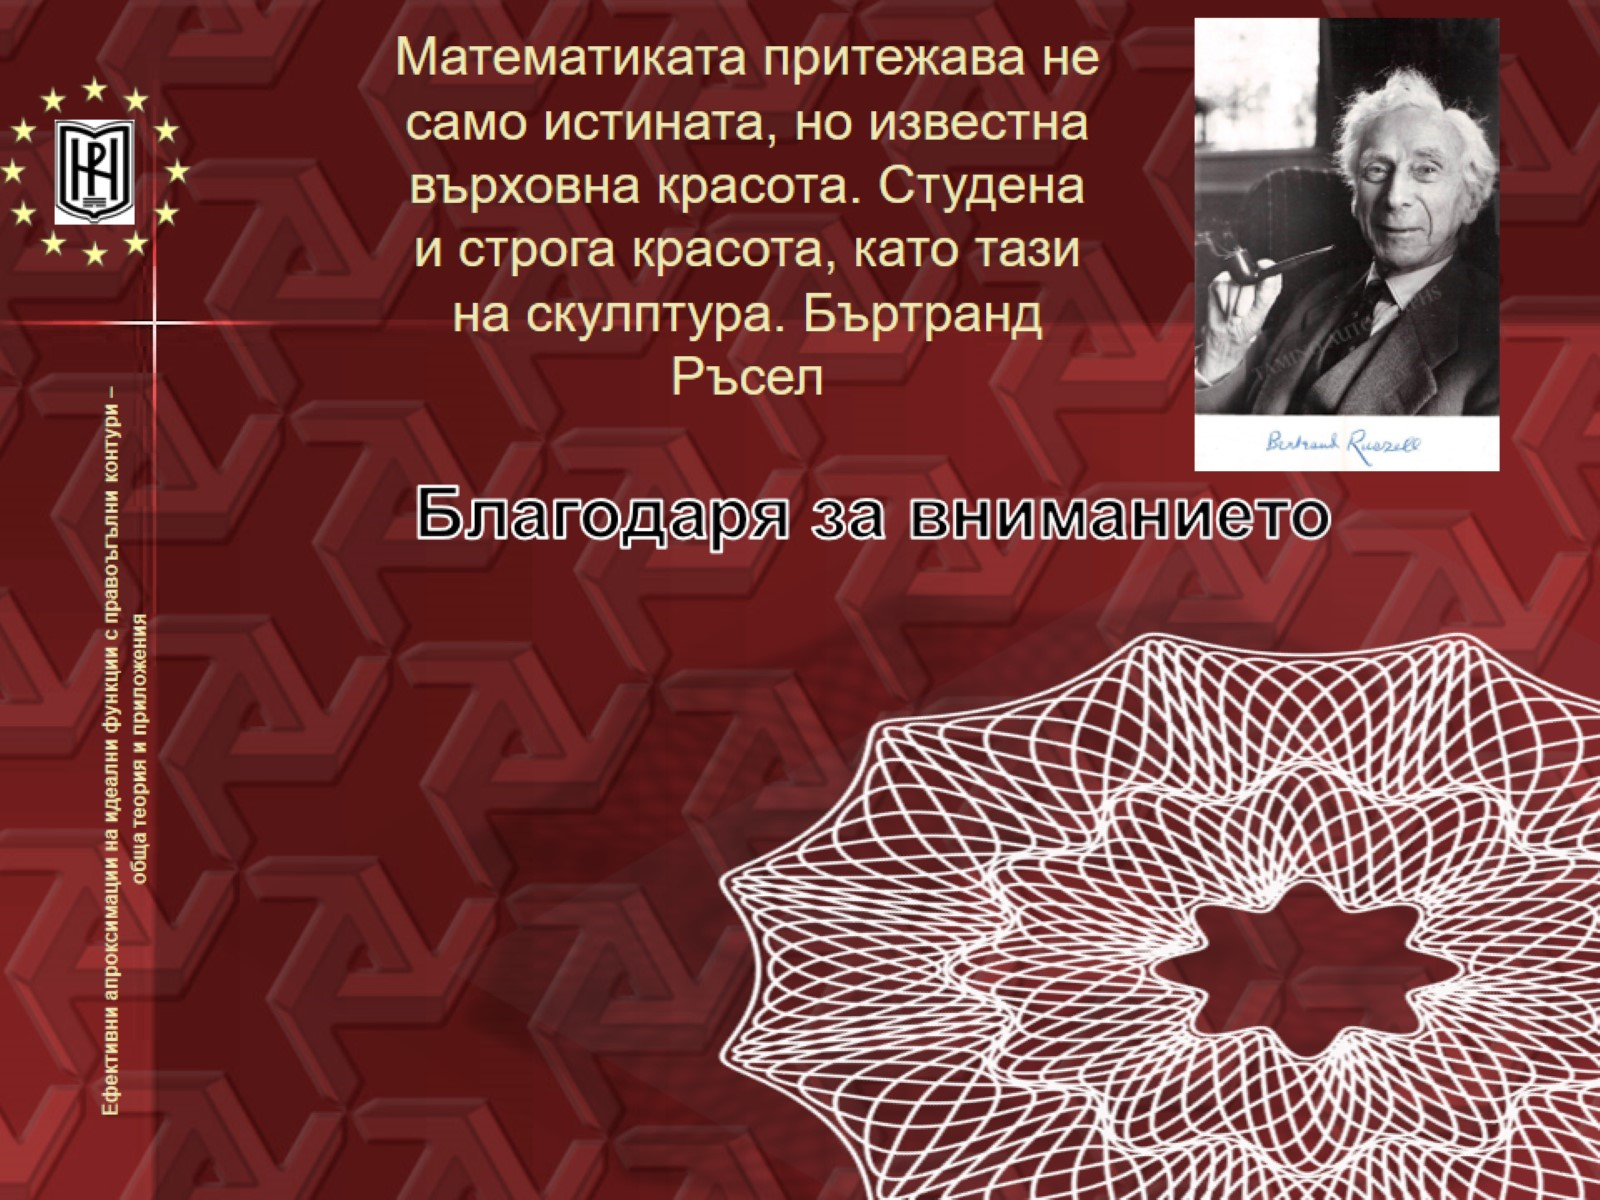 Математиката притежава не
само истината, но известна
върховна красота. Студена
и строга красота, като тази
на скулптура. Бъртранд
Ръсел
Bertrand Russell
Благодаря за вниманието
Ефективни апроксимации на идеални функции с правоъгълни контури –
обща теория и приложения